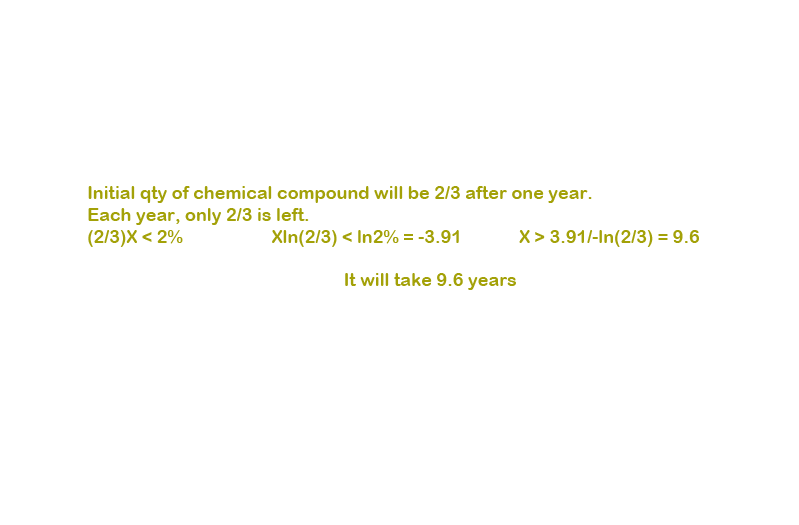 Initial qty of chemical compound will be 2/3 after one year.
Each year, only 2/3 is left.
(2/3)X < 2% Xln(2/3) < ln2% = -3.91 X > 3.91/-ln(2/3) = 9.6
It will take 9.6 years